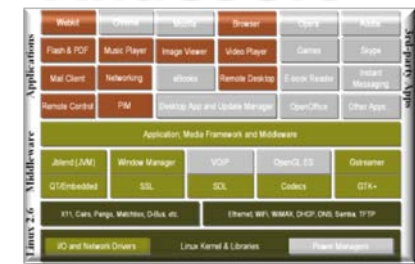 Applications
3rd-party Apps
Webkit Chrome Mozilla Browser Opera Adobe
Flash & PDF Music Player Image Viewer Video Player Games Skype
Mail Client Networking eBooks Remote Desktop E-book Reader Instant Messaging
Remote Control PIM Desktop App and Update Manager OpenOffice Other Apps
Middleware
Application, Media Framework and Middleware
Jblend (JVM) Window Manager VOIP OpenGL ES Gstreamer
QT/Embedded SSL SDL Codecs GTK+
Linux 2.6
X11, Cairo, Pango, Matchbox, D-Bus, etc. Ethernet, WiFi, WiMAX, DHCP, DNS, Samba, TFTP
I/O and Network Drivers Linux Kernel & Libraries Power Managers